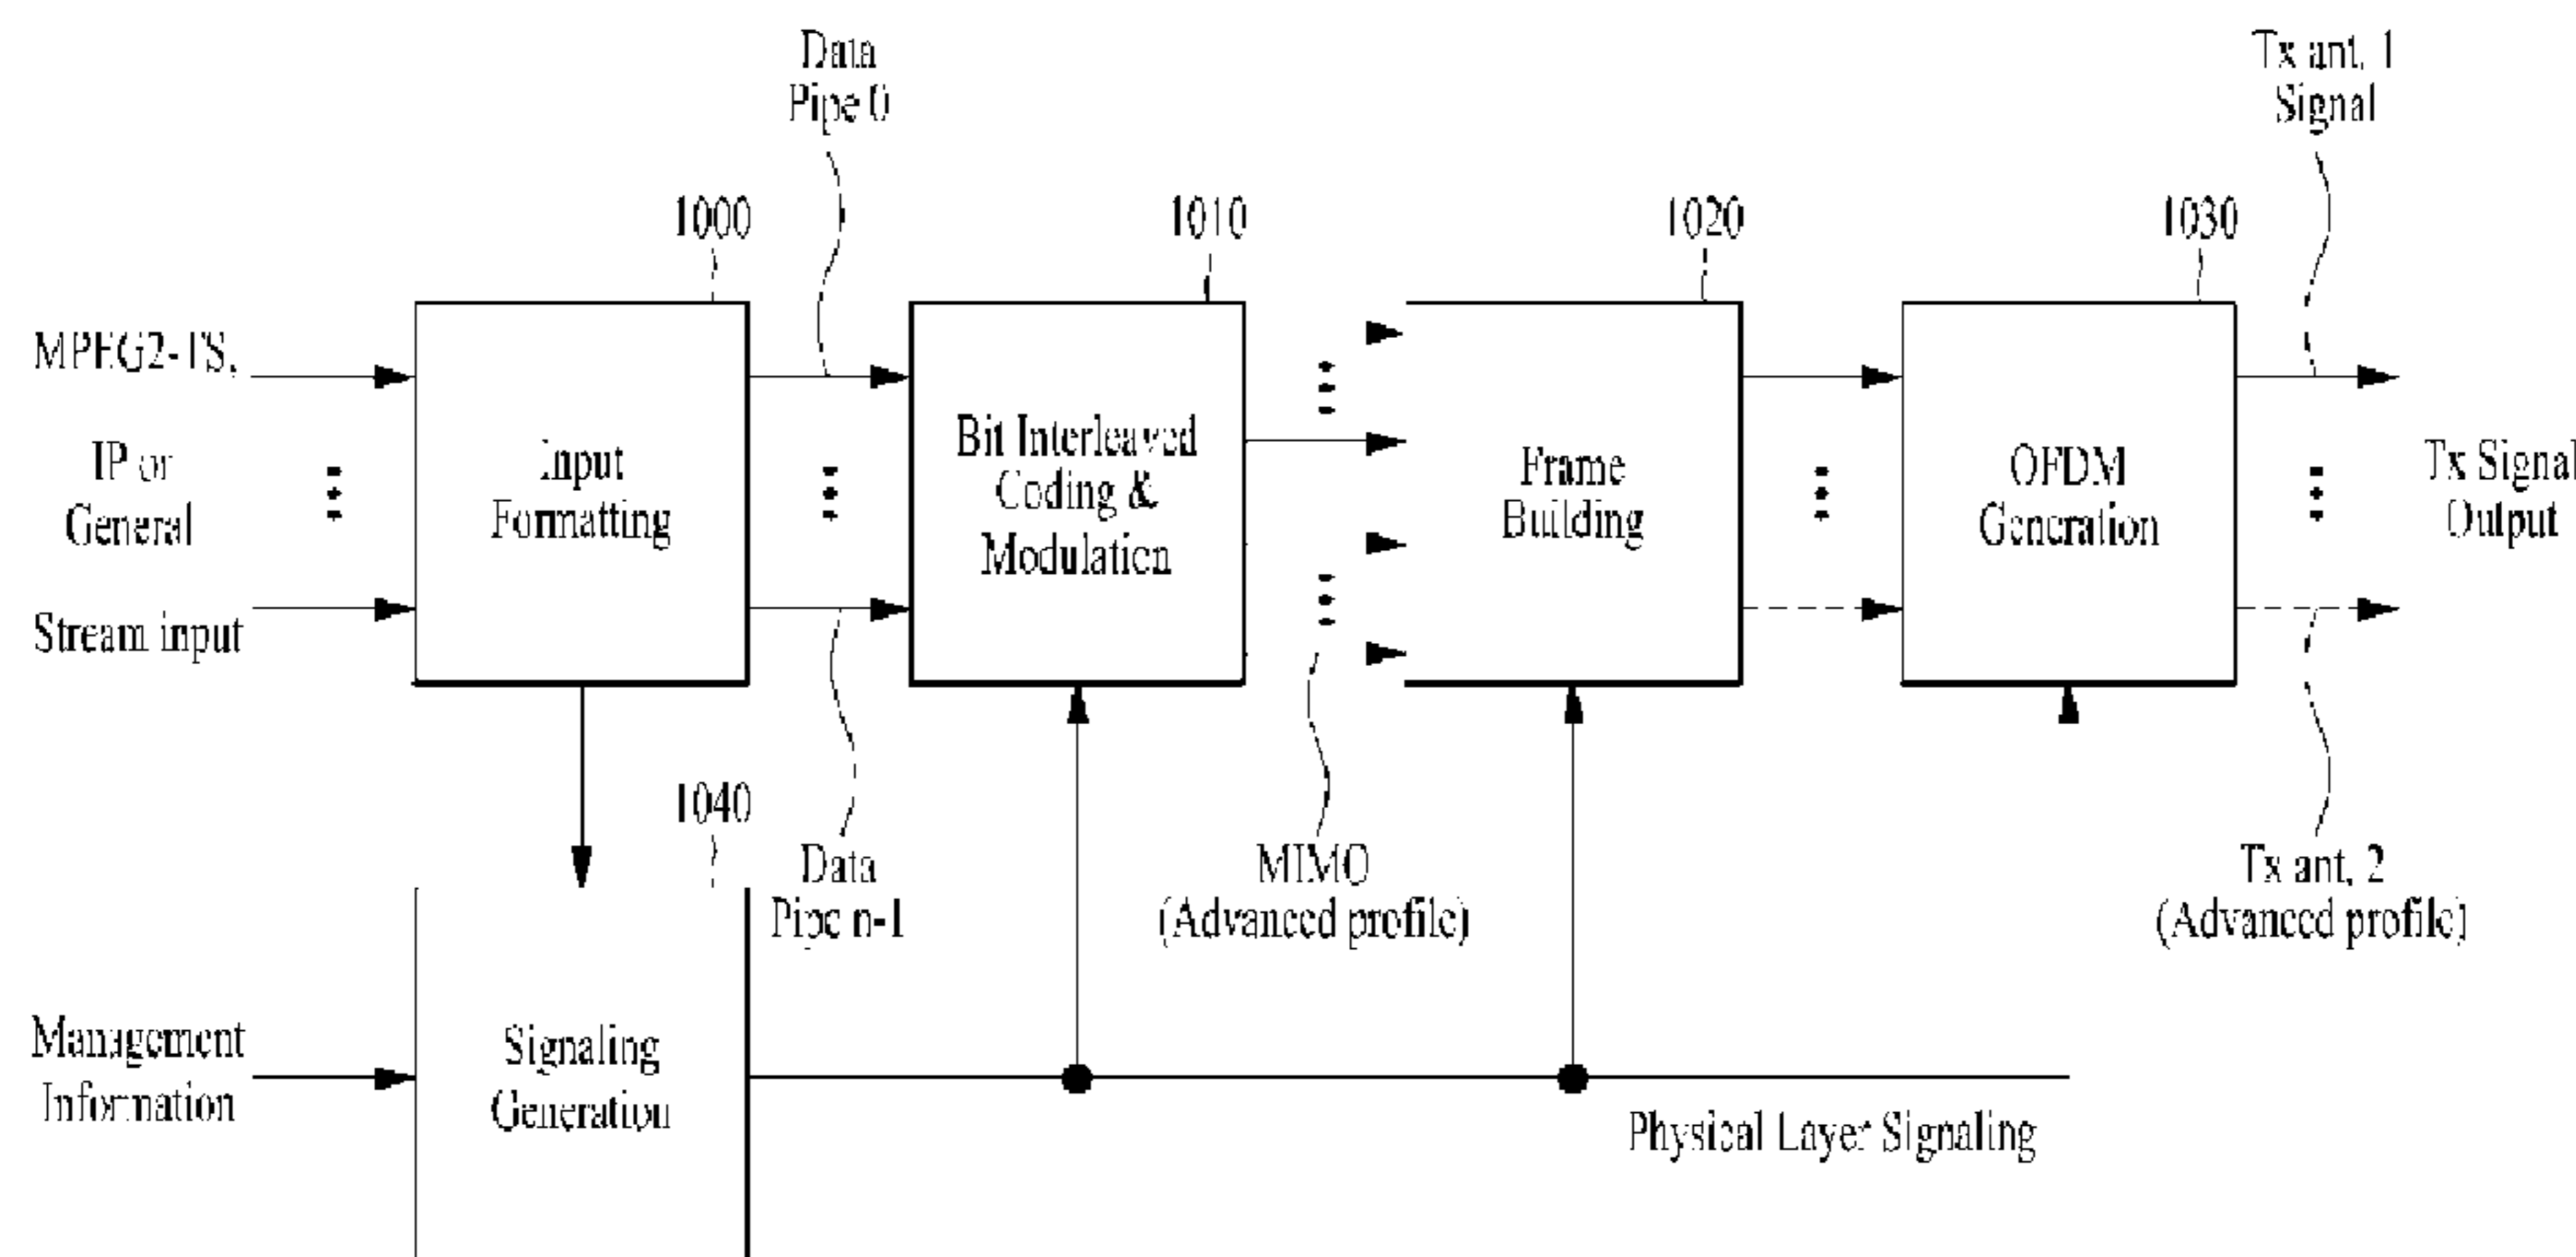 Data
Pipe 0
Tx ant, 1
Signal
1000
1010
1020
1030
MPEG2-TS,
IP or
General
Stream input
Input
Formatting
Bit Interleaved
Coding &
Modulation
Frame
Building
OFDM
Generation
Tx Signal
Output
1040
Data
Pipe n-1
MIMO
(Advanced profile)
Tx ant, 2
(Advanced profile)
Management
Information
Signaling
Generation
Physical Layer Signaling